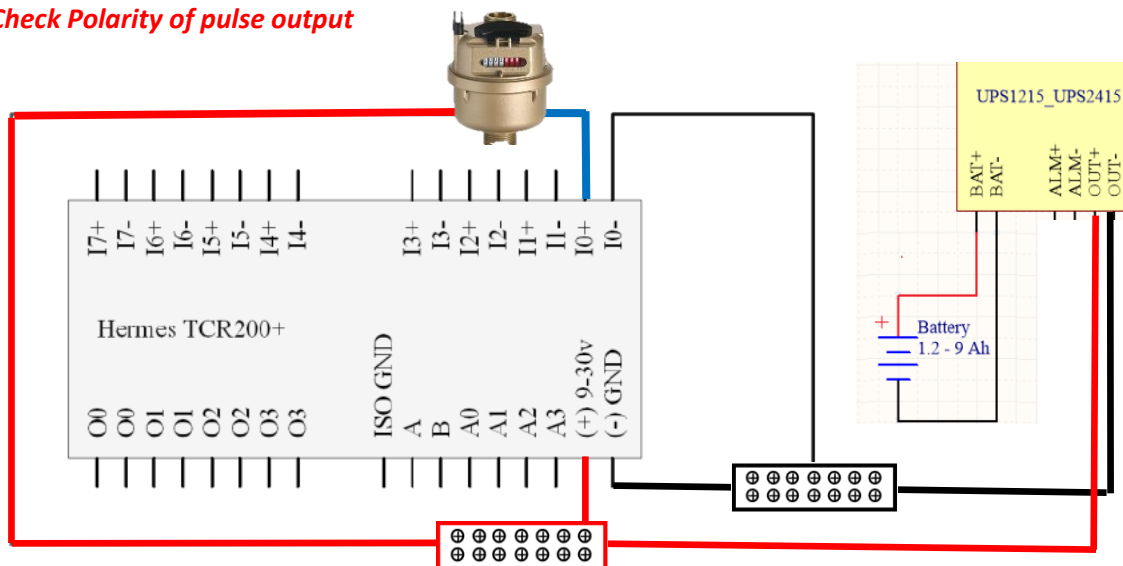 Check Polarity of pulse output
UPS1215_UPS2415
BAT+
BAT-
ALM+
ALM-
OUT+
OUT-
I7+
I7-
I6+
I6-
I5+
I5-
I4+
I4-
I3+
I3-
I2+
I2-
I1+
I1-
I0+
I0-
Hermes TCR200+
+
Battery
1.2 - 9 Ah
O0
O0
O1
O1
O2
O2
O3
O3
ISO GND
A
B
A0
A1
A2
A3
(+) 9-30v
(-) GND